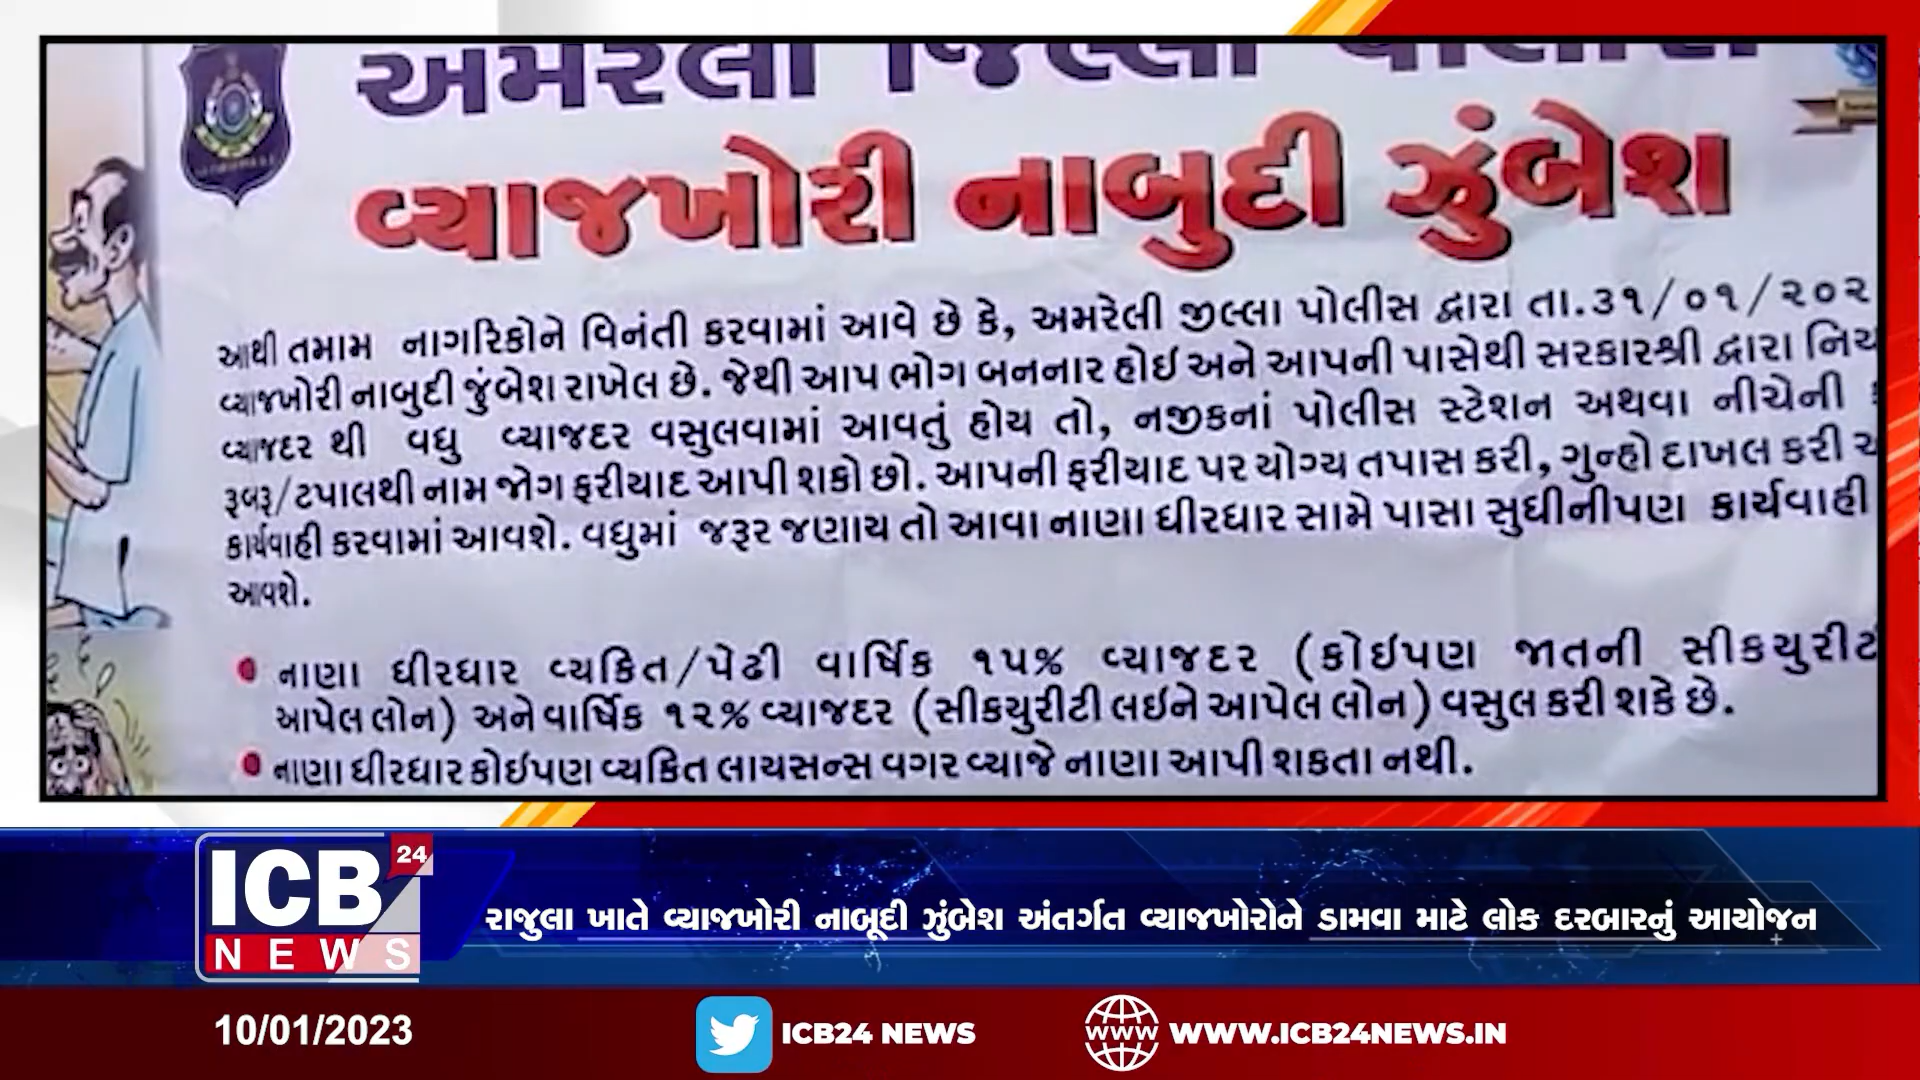 અમરેલી જિલ્લા પોલીસ
વ્યાજખોરી નાબુદી ઝુંબેશ
આથી તમામ નાગરિકોને વિનંતી કરવામાં આવે છે કે, અમરેલી જીલ્લા પોલીસ દ્વારા તા.૩૧/૦૧/૨૦૨
વ્યાજખોરી નાબુદી જુંબેશ રાખેલ છે. જેથી આપ ભોગ બનનાર હોઇ અને આપની પાસેથી સરકારશ્રી દ્વારા
વ્યાજદર થી વધુ વ્યાજદર વસુલવામાં આવતું હોય તો, નજીકનાં પોલીસ સ્ટેશન અથવા નીચેની
રૂબરૂ/ટપાલથી નામ જોગ ફરીયાદ આપી શકો છો. આપની ફરીયાદ પર યોગ્ય તપાસ કરી, ગુન્હો દાખલ કરી
કાર્યવાહી કરવામાં આવશે. વધુમાં જરૂર જણાય તો આવા નાણા ધીરધાર સામે પાસા સુધીનીપણ કાર્યવાહી
આવશે.
નાણા ધીરધાર વ્યકિત/પેઢી વાર્ષિક ૧૫% વ્યાજદર (કોઇપણ જાતની સીકયુરીટી
આપેલ લોન) અને વાર્ષિક ૧૨% વ્યાજદર (સીકયુરીટી લઇને આપેલ લોન) વસુલ કરી શકે છે.
નાણા ધીરધાર કોઇપણ વ્યકિત લાયસન્સ વગર વ્યાજે નાણા આપી શકતા નથી.
ICB 24
NEWS
રાજુલા ખાતે વ્યાજખોરી નાબૂદી ઝુંબેશ અંતર્ગત વ્યાજખોરોને ડામવા માટે લોક દરબારનું આયોજન
10/01/2023
ICB24 NEWS
WWW
WWW.ICB24NEWS.IN